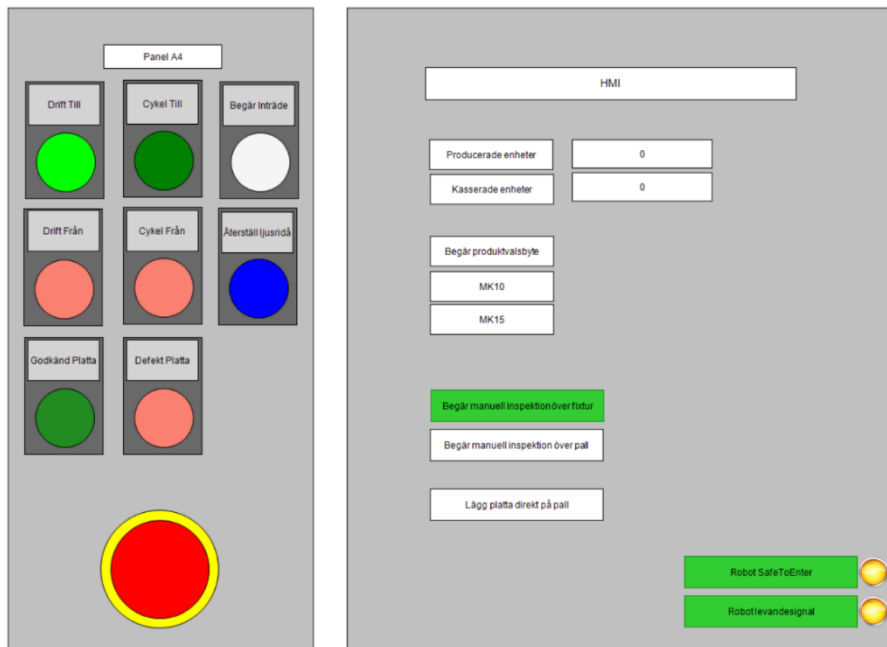 Panel A4
Drift Till
Cykel Till
Begär Inträde
Drift Från
Cykel Från
Återställ ljusridå
Godkänd Platta
Defekt Platta
HMI
Producerade enheter
0
Kasserade enheter
0
Begär produktvalsbyte
MK10
MK15
Begär manuell inspektion över fixtur
Begär manuell inspektion över pall
Lägg platta direkt på pall
Robot SafeToEnter
Robot levandesignal